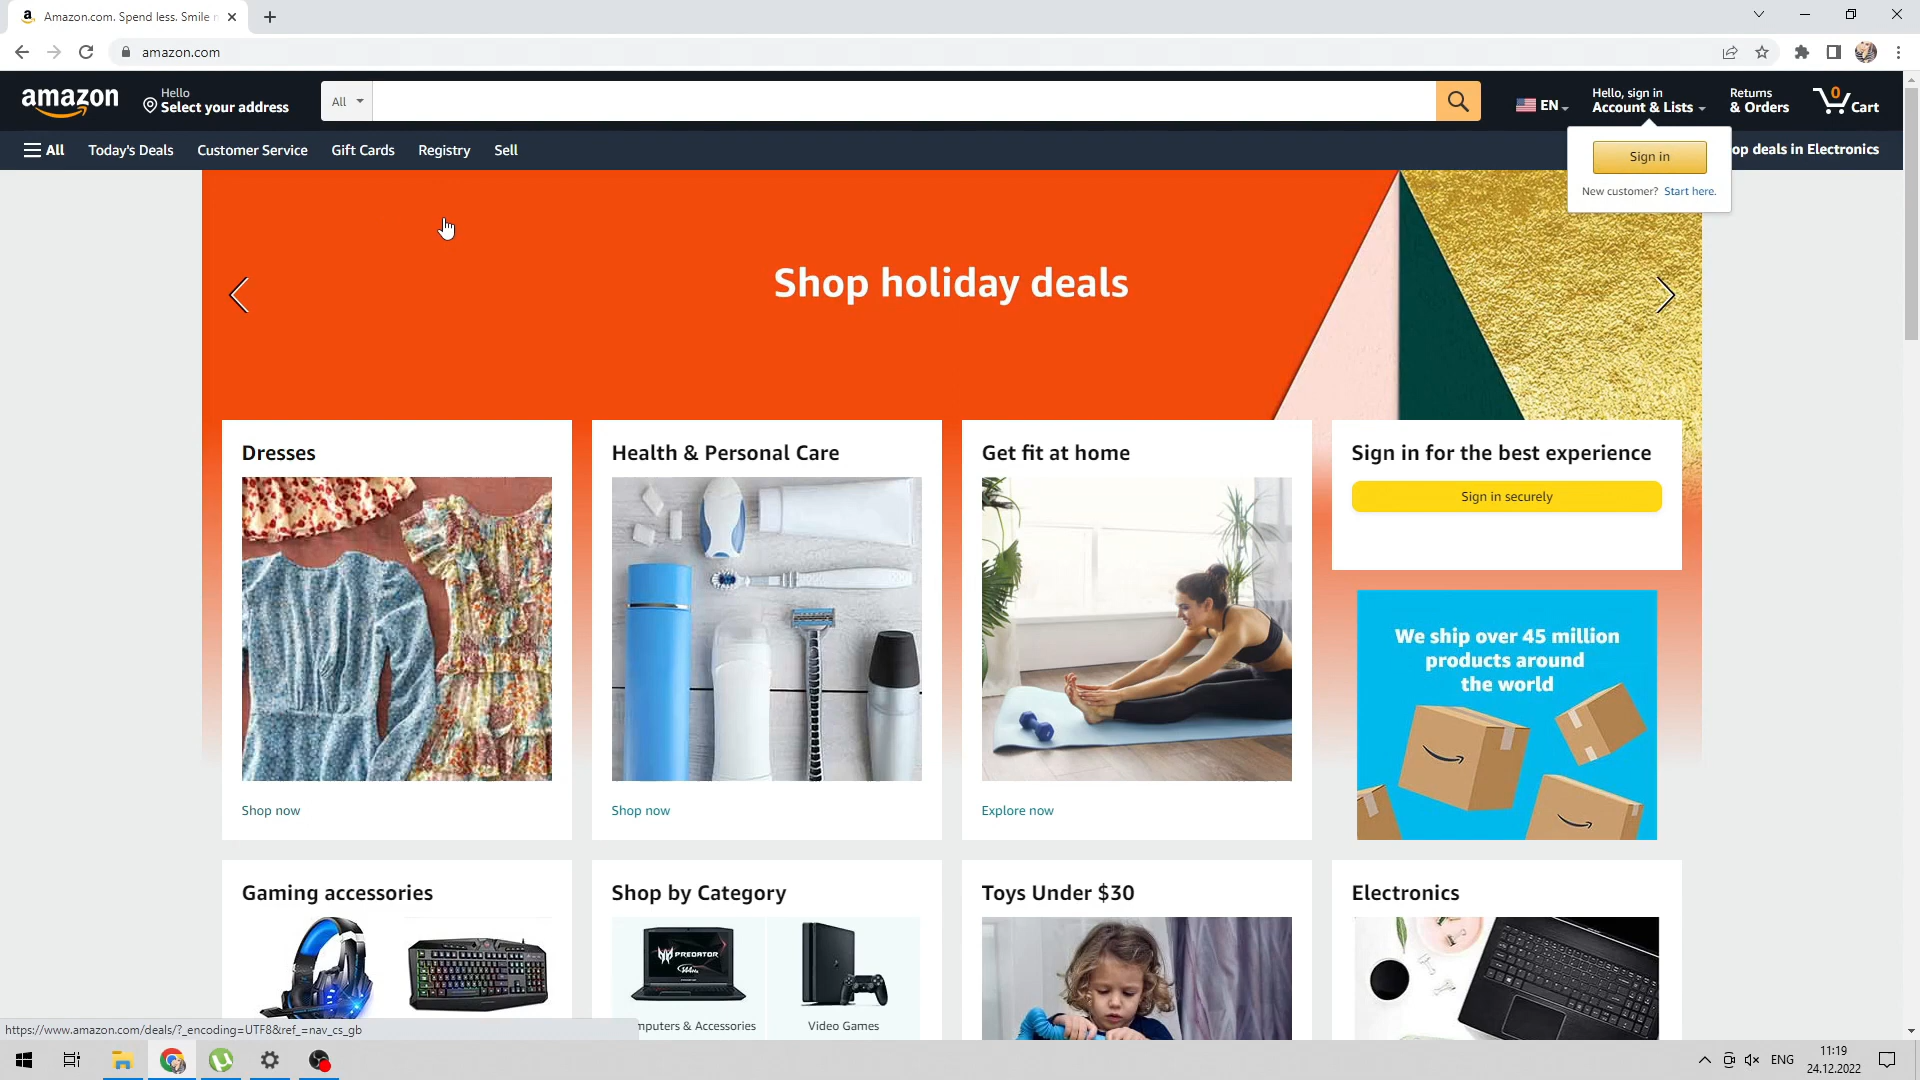 Amazon.com. Spend less. Smile
amazon.com
amazon
Hello
Select your address
All
EN
Hello, sign in
Account & Lists
Returns
& Orders
0
Cart
All
Today's Deals
Customer Service
Gift Cards
Registry
Sell
op deals in Electronics
Sign in
New customer? Start here.
Shop holiday deals
Dresses
Shop now
Health & Personal Care
Shop now
Get fit at home
Explore now
Sign in for the best experience
Sign in securely
We ship over 45 million
products around
the world
Gaming accessories
Shop by Category
PREDATOR
mputers & Accessories
Video Games
Toys Under $30
Electronics
https://www.amazon.com/deals/?_encoding=UTF8&ref_=nav_cs_gb
ENG
11:19
24.12.2022